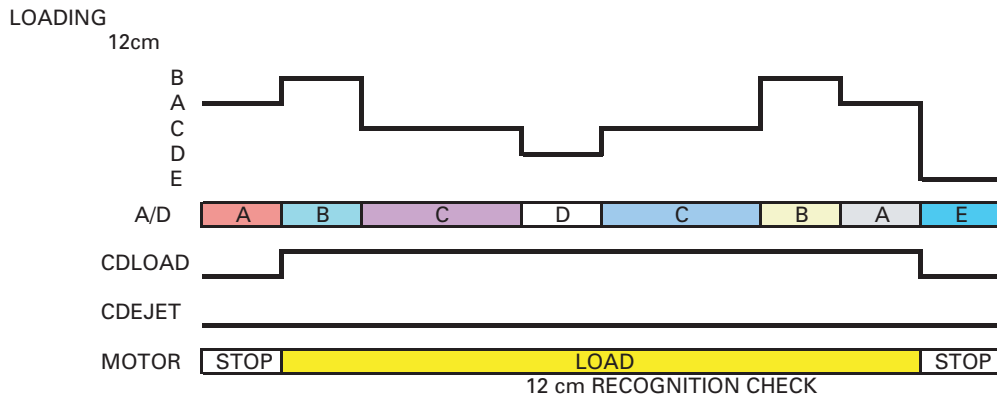 LOADING
12cm
B
A
C
D
E
A/D A B C D C B A E
CDLOAD
CDEJET
MOTOR STOP LOAD STOP
12 cm RECOGNITION CHECK